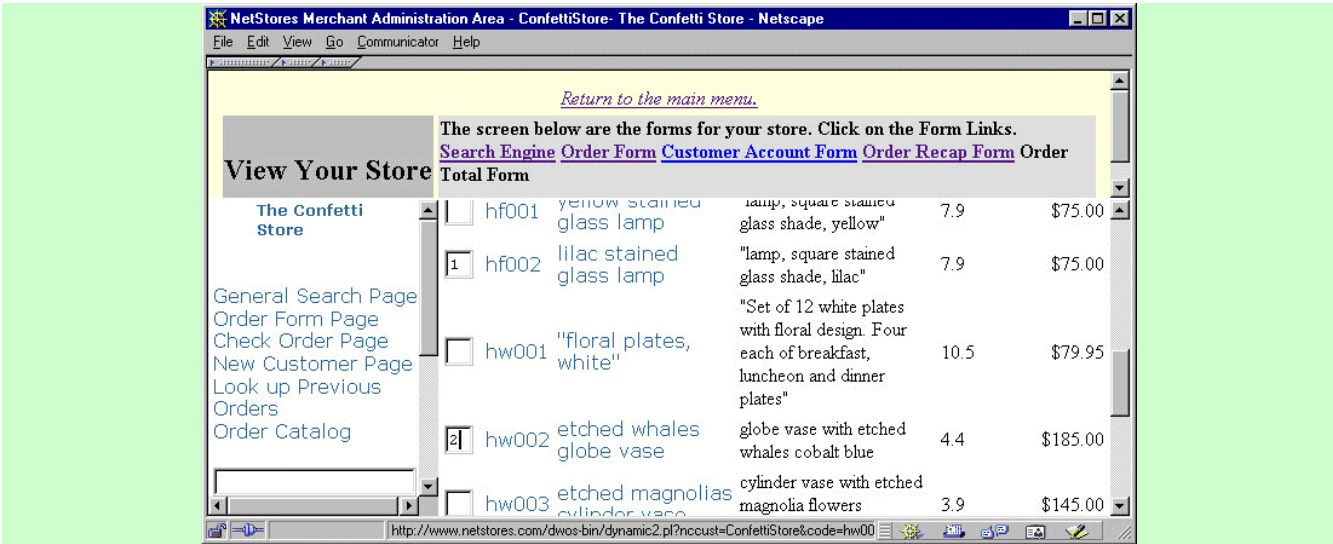 NetStores Merchant Administration Area - ConfettiStore- The Confetti Store - Netscape
File Edit View Go Communicator Help
Return to the main menu.
View Your Store
The screen below are the forms for your store. Click on the Form Links.
Search Engine Order Form Customer Account Form Order Recap Form Order
Total Form
The Confetti
Store
General Search Page
Order Form Page
Check Order Page
New Customer Page
Look up Previous
Orders
Order Catalog
hf001 yellow stained "lamp, square stained 7.9 $75.00
glass lamp glass shade, yellow"
1 hf002 lilac stained "lamp, square stained 7.9 $75.00
glass lamp glass shade, lilac"
"Set of 12 white plates
with floral design. Four
hw001 "floral plates, each of breakfast, 10.5 $79.95
white" luncheon and dinner
plates"
2 hw002 etched whales globe vase with etched 4.4 $185.00
globe vase whales cobalt blue
hw003 etched magnolias cylinder vase with etched 3.9 $145.00
cylinder vase magnolia flowers
http://www.netstores.com/dwos-bin/dynamic2.pl?nccust=ConfettiStore&code=hw00